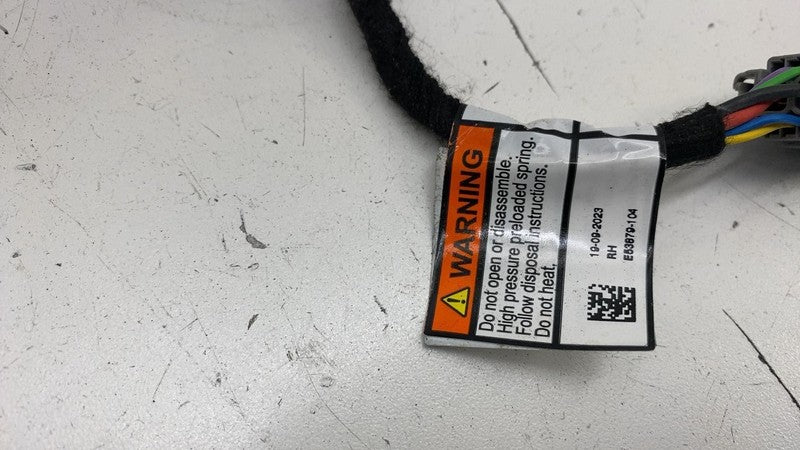 WARNING
Do not open or disassemble.
High pressure preloaded spring.
Follow disposal instructions.
Do not heat.
19-09-2023
RH
E53879-104